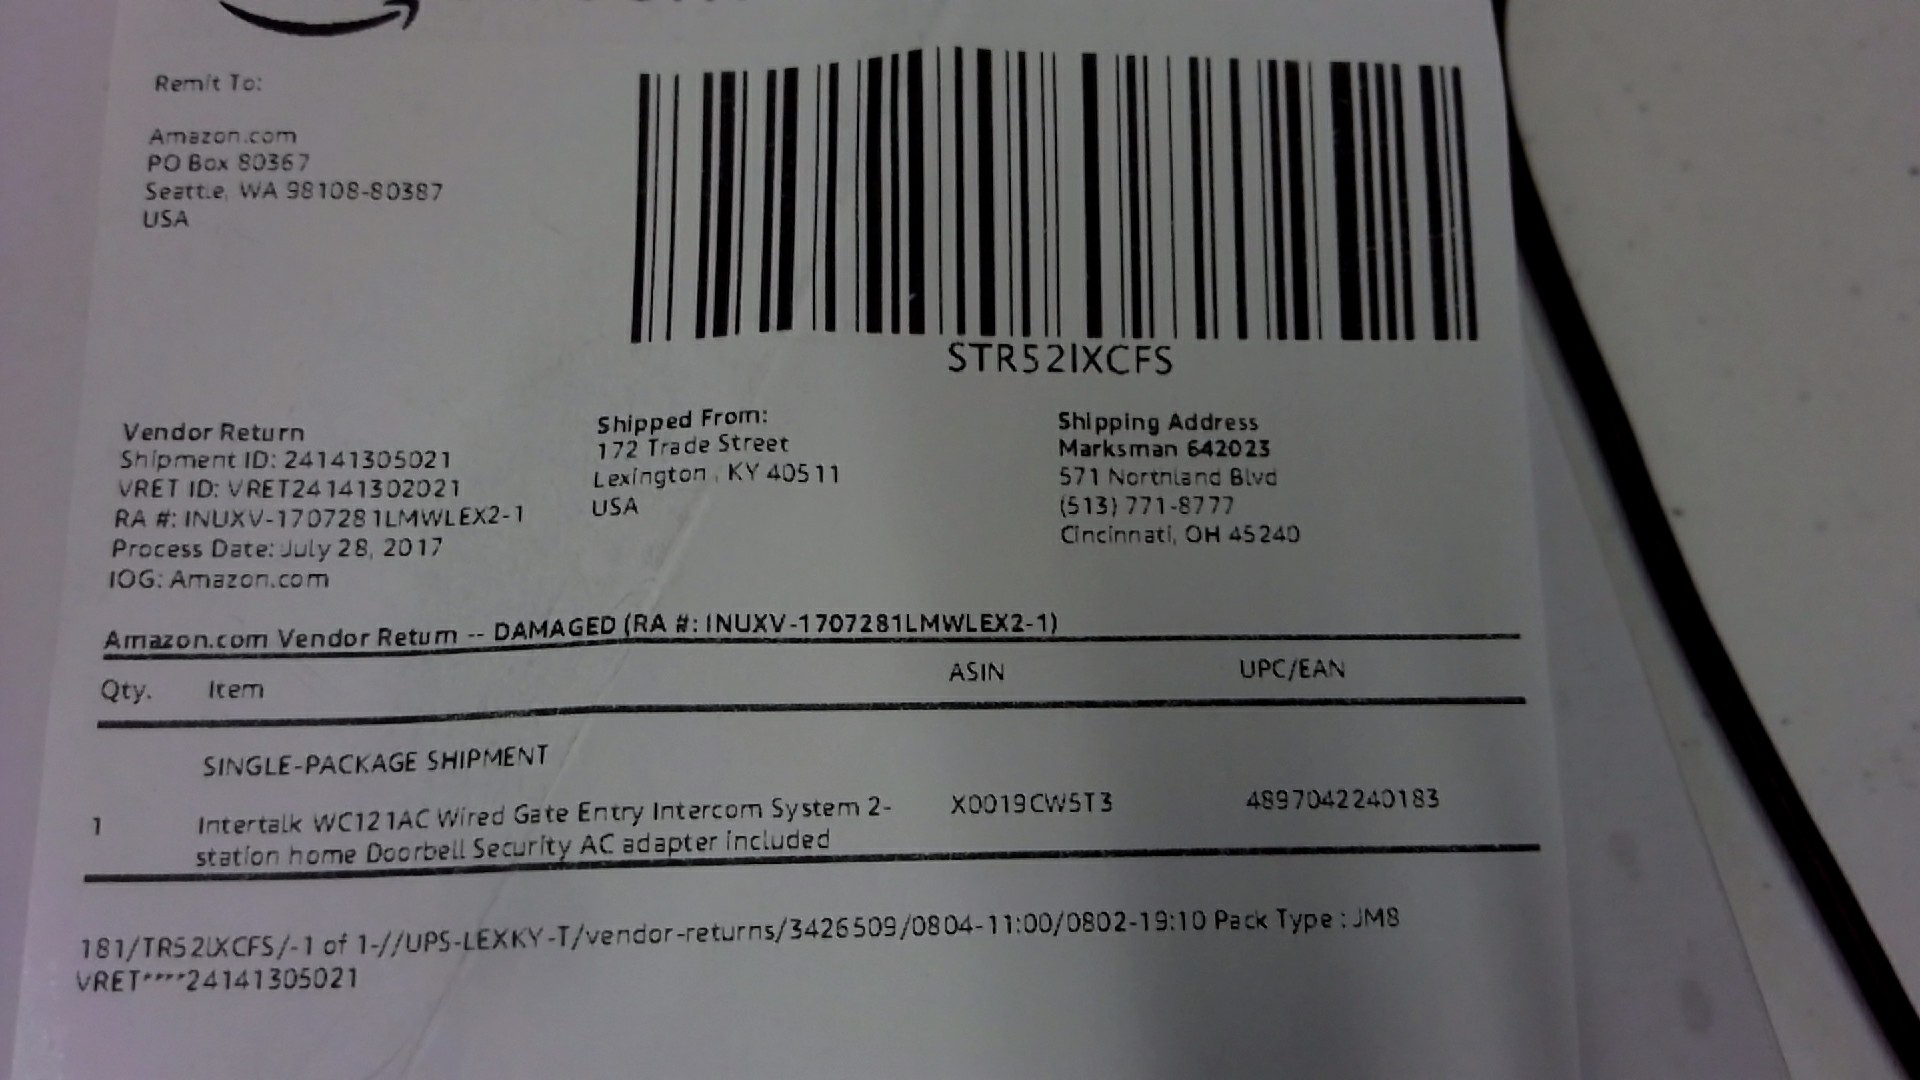 Remit To:
Amazon.com
PO Box 80367
Seattle, WA 98108-80387
USA
STR52IXCFS
Vendor Return
Shipment ID: 24141305021
VRET ID: VRET24141302021
RA #: INUXV-1707281LMWLEX2-1
Process Date: July 28, 2017
IOG: Amazon.com
Shipped From:
172 Trade Street
Lexington , KY 40511
USA
Shipping Address
Marksman 642023
571 Northland Blvd
(513) 771-8777
Cincinnati, OH 45240
Amazon.com Vendor Return -- DAMAGED (RA #: INUXV-1707281LMWLEX2-1)
Qty. Item ASIN UPC/EAN
SINGLE-PACKAGE SHIPMENT
1 Intertalk WC121AC Wired Gate Entry Intercom System 2- X0019CW5T3 4897042240183
station home Doorbell Security AC adapter included
181/TR52IXCFS/-1 of 1-//UPS-LEXKY-T/vendor-returns/3426509/0804-11:00/0802-19:10 Pack Type : JM8
VRET****24141305021